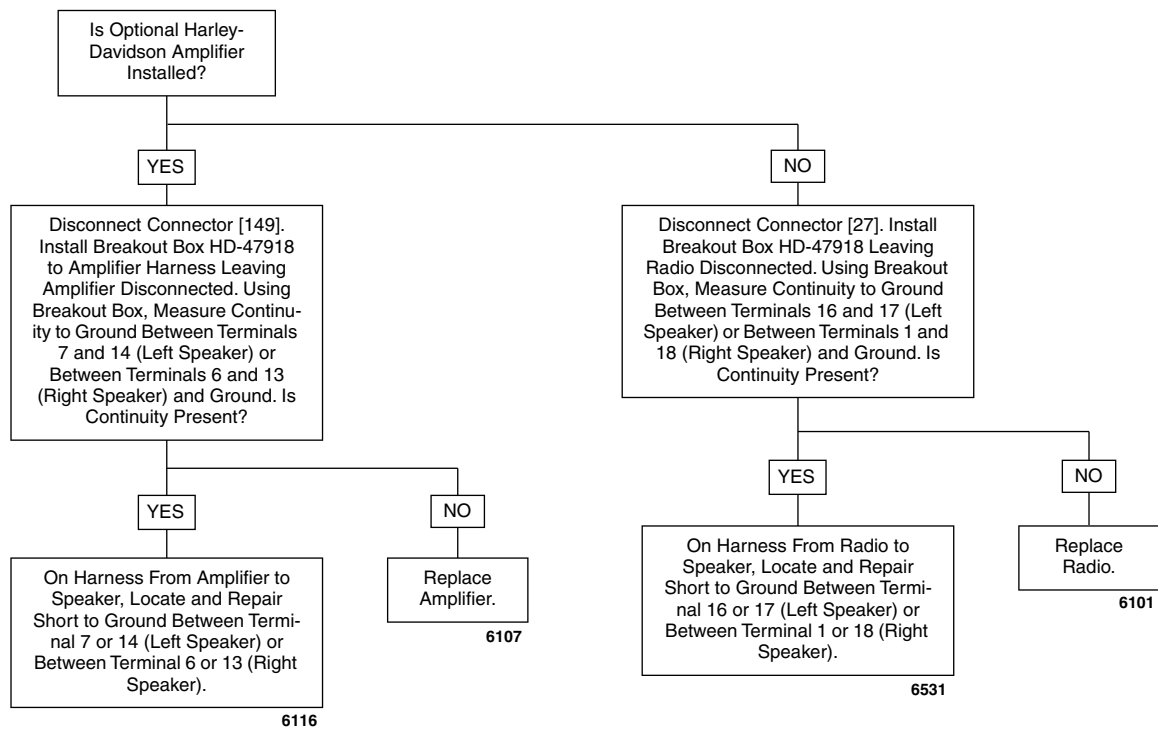 Is Optional Harley-
Davidson Amplifier
Installed?
YES
NO
Disconnect Connector [149].
Install Breakout Box HD-47918
to Amplifier Harness Leaving
Amplifier Disconnected. Using
Breakout Box, Measure Continu-
ity to Ground Between Terminals
7 and 14 (Left Speaker) or
Between Terminals 6 and 13
(Right Speaker) and Ground. Is
Continuity Present?
Disconnect Connector [27]. Install
Breakout Box HD-47918 Leaving
Radio Disconnected. Using Breakout
Box, Measure Continuity to Ground
Between Terminals 16 and 17 (Left
Speaker) or Between Terminals 1 and
18 (Right Speaker) and Ground. Is
Continuity Present?
YES
NO
YES
NO
On Harness From Amplifier to
Speaker, Locate and Repair
Short to Ground Between Termi-
nal 7 or 14 (Left Speaker) or
Between Terminal 6 or 13 (Right
Speaker).
6116
Replace
Amplifier.
6107
On Harness From Radio to
Speaker, Locate and Repair
Short to Ground Between Termi-
nal 16 or 17 (Left Speaker) or
Between Terminal 1 or 18 (Right
Speaker).
6531
Replace
Radio.
6101